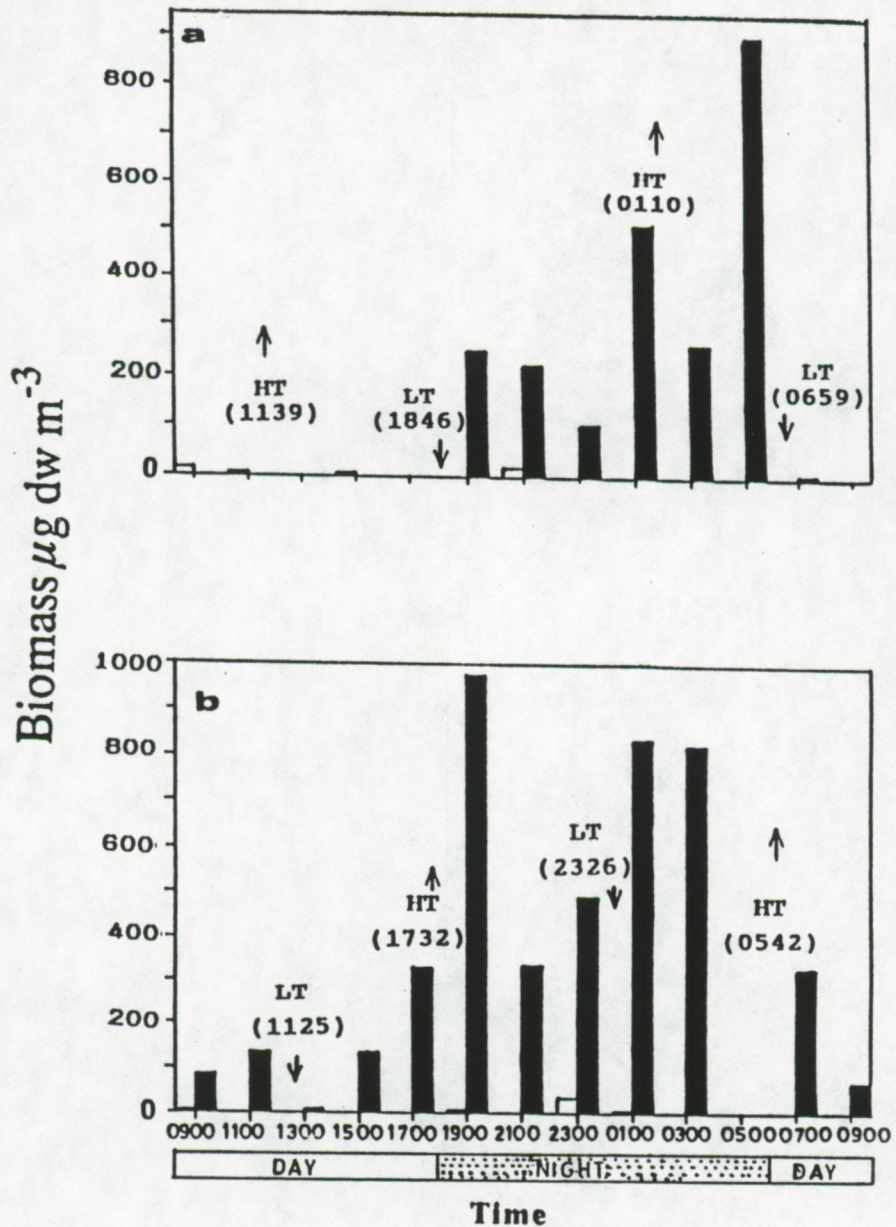 Biomass µg dw m⁻³
a
800
600
400
200
0
HT
(1139)
LT
(1846)
HT
(0110)
LT
(0659)
b
1000
800
600
400
200
0
LT
(1125)
HT
(1732)
LT
(2326)
HT
(0542)
0900 1100 1300 1500 1700 1900 2100 2300 0100 0300 0500 0700 0900
DAY NIGHT DAY
Time